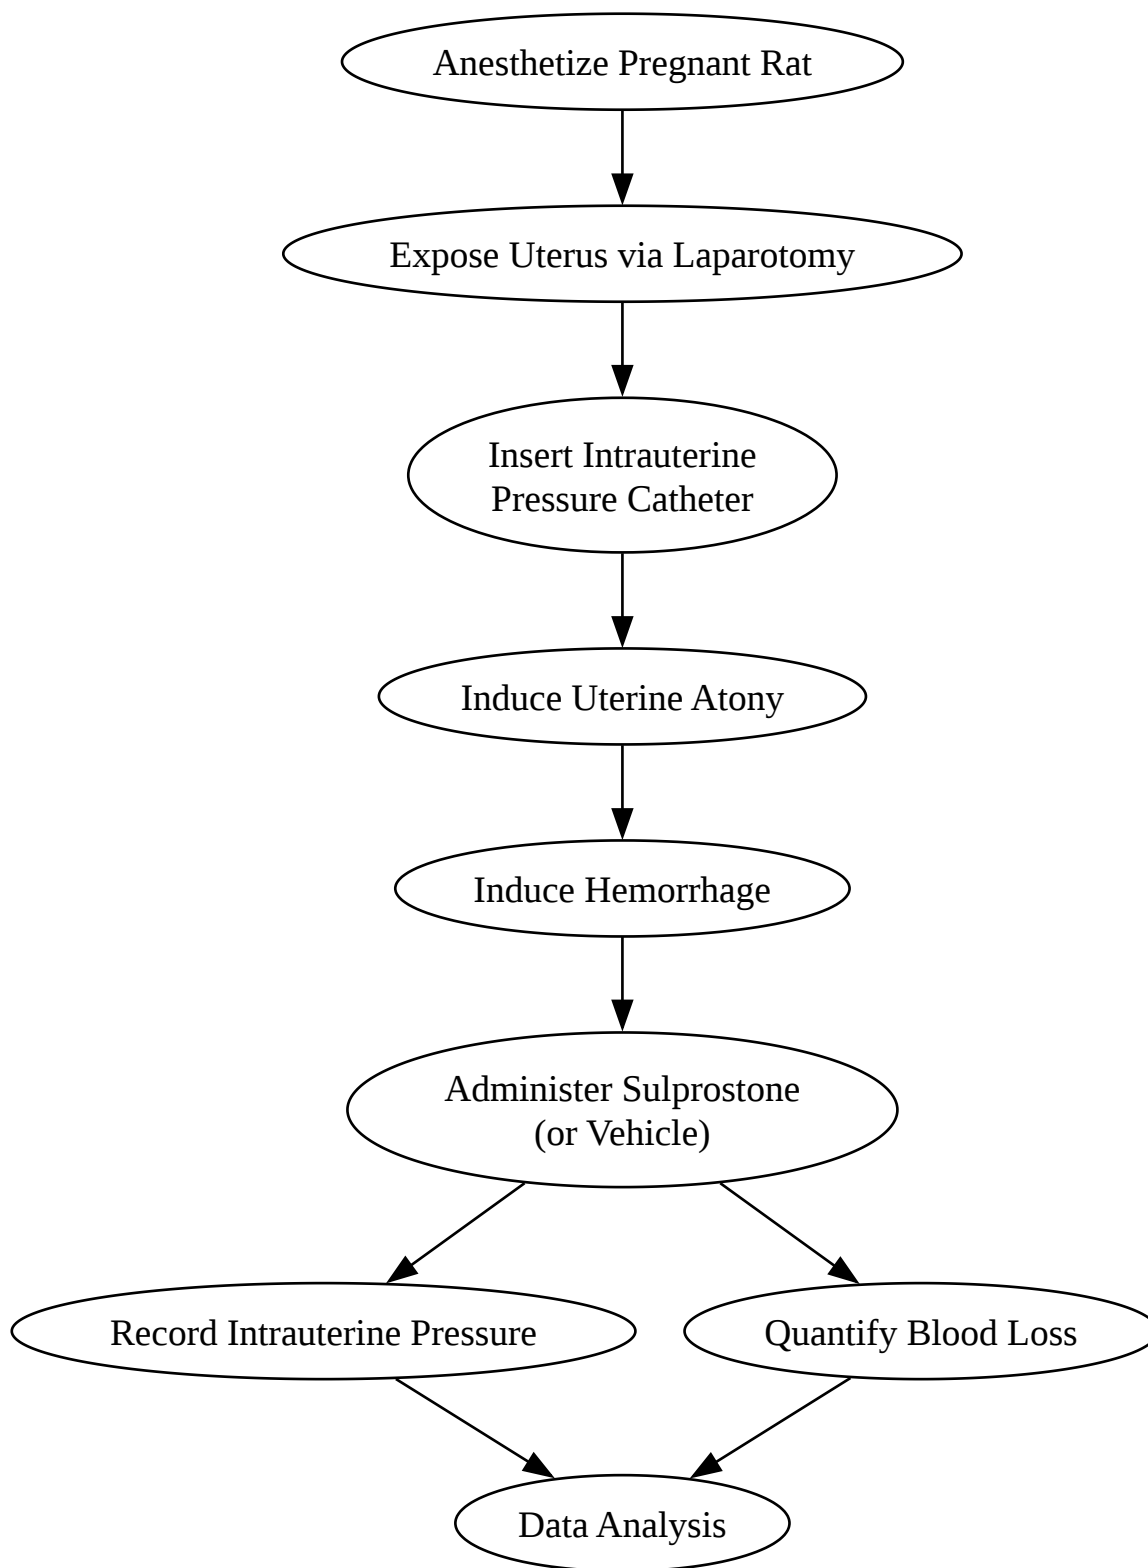 Anesthetize Pregnant Rat
Expose Uterus via Laparotomy
Insert Intrauterine
Pressure Catheter
Induce Uterine Atony
Induce Hemorrhage
Administer Sulprostone
(or Vehicle)
Record Intrauterine Pressure
Quantify Blood Loss
Data Analysis